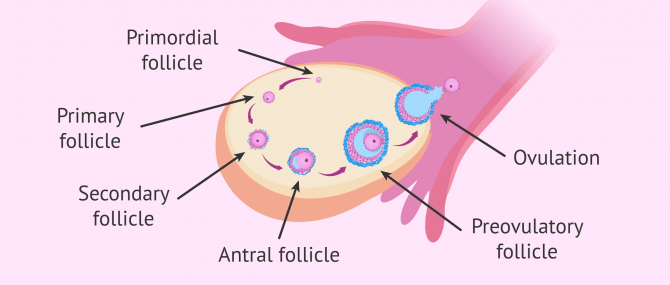 Primordial
follicle
Primary
follicle
Secondary
follicle
Antral follicle
Preovulatory
follicle
Ovulation